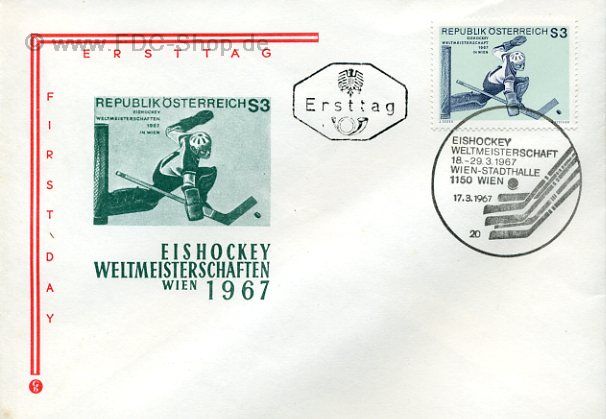 © www.FDC-Shop.de
ERSTTAG
FIRST DAY
REPUBLIK ÖSTERREICH S3
EISHOCKEY
WELTMEISTERSCHAFTEN
1967
IN WIEN
EISHOCKEY
WELTMEISTERSCHAFTEN
WIEN 1967
Ersttag
REPUBLIK ÖSTERREICH S3
EISHOCKEY
WELTMEISTERSCHAFTEN
1967
IN WIEN
EISHOCKEY
WELTMEISTERSCHAFT
18.-29.3.1967
WIEN-STADTHALLE
1150 WIEN
17.3.1967
20